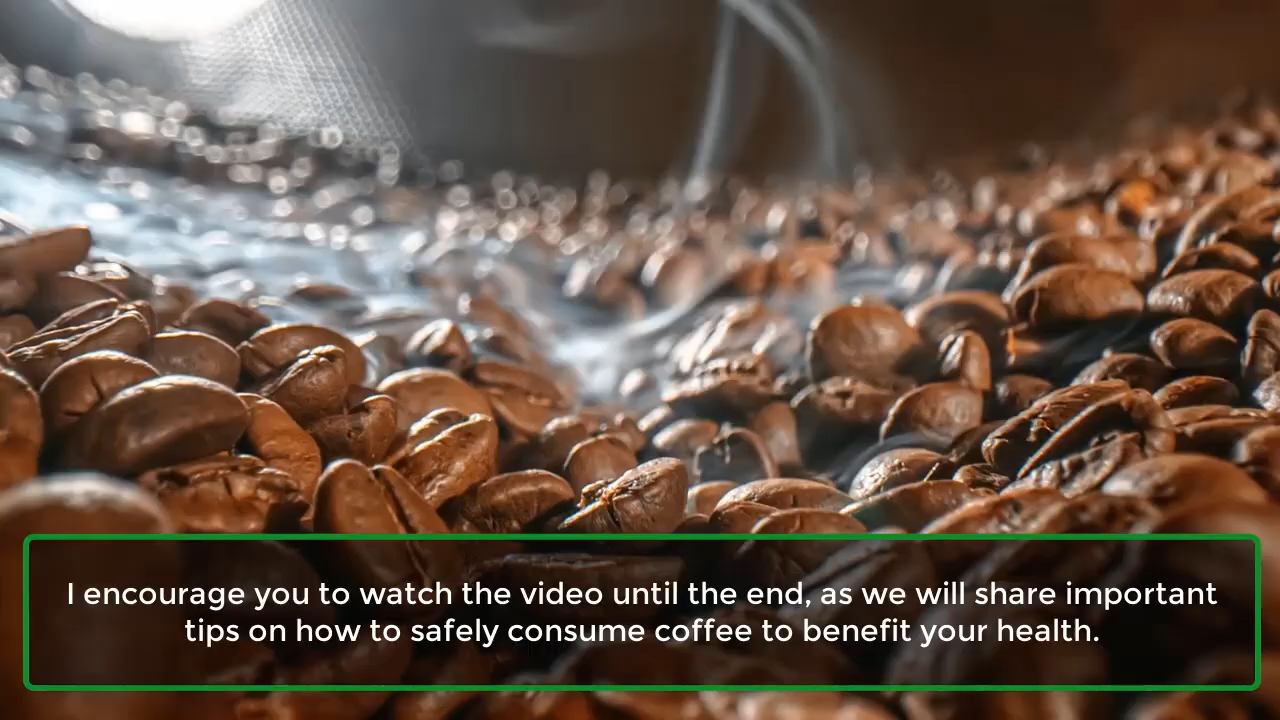 I encourage you to watch the video until the end, as we will share important
tips on how to safely consume coffee to benefit your health.